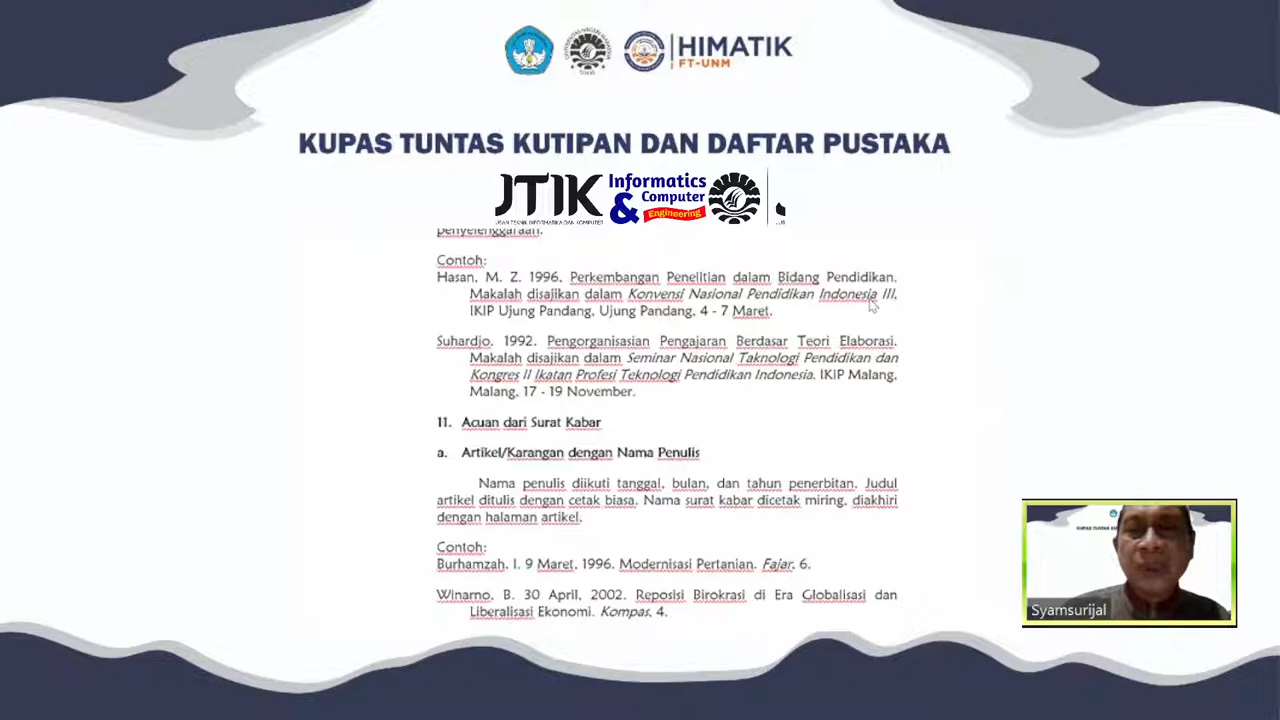 HIMATIK
FT-UNM
KUPAS TUNTAS KUTIPAN DAN DAFTAR PUSTAKA
JTIK
Informatics
& Computer
Engineering
penyelenggaraan.
Contoh:
Hasan, M. Z. 1996. Perkembangan Penelitian dalam Bidang Pendidikan.
Makalah disajikan dalam Konvensi Nasional Pendidikan Indonesia III,
IKIP Ujung Pandang, Ujung Pandang, 4 - 7 Maret.
Suhardjo. 1992. Pengorganisasian Pengajaran Berdasar Teori Elaborasi.
Makalah disajikan dalam Seminar Nasional Taknologi Pendidikan dan
Kongres II Ikatan Profesi Teknologi Pendidikan Indonesia. IKIP Malang,
Malang, 17 - 19 November.
11. Acuan dari Surat Kabar
a. Artikel/Karangan dengan Nama Penulis
Nama penulis diikuti tanggal, bulan, dan tahun penerbitan. Judul
artikel ditulis dengan cetak biasa. Nama surat kabar dicetak miring, diakhiri
dengan halaman artikel.
Contoh:
Burhamzah, I. 9 Maret, 1996. Modernisasi Pertanian. Fajar, 6.
Winarno, B. 30 April, 2002. Reposisi Birokrasi di Era Globalisasi dan
Liberalisasi Ekonomi. Kompas, 4.
Syamsurijal